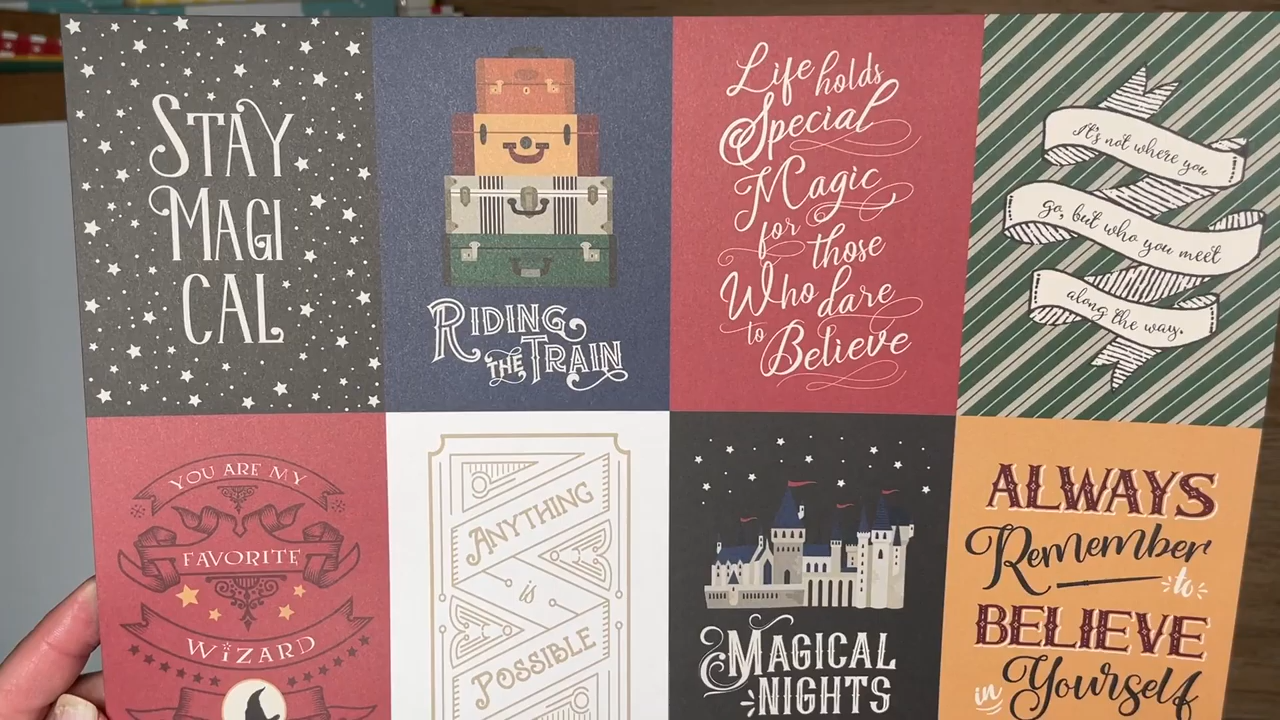 STAY
MAGI
CAL
RIDING
THE TRAIN
Life holds
Special
Magic
for those
Who dare
to Believe
It's not where you
go, but who you meet
along the way.
YOU ARE MY
FAVORITE
WIZARD
ANYTHING
is
POSSIBLE
MAGICAL
NIGHTS
ALWAYS
Remember
to
BELIEVE
in Yourself